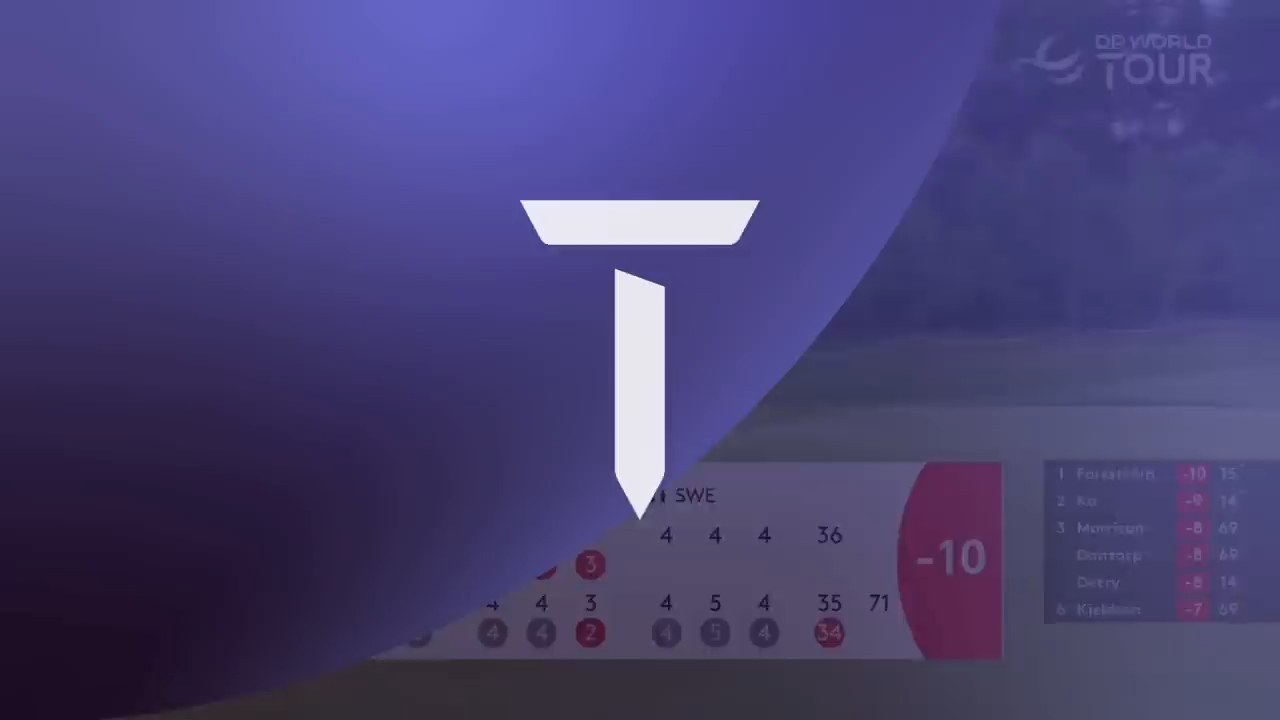 DP WORLD
TOUR
SWE
4 4 4 36
3
4 4 3 4 5 4 35 71
4 4 2 4 5 4 34
-10
1 Forsström -10 15
2 Ko -9 14
3 Morrison -8 69
Dantorp -8 69
Detry -8 14
6 Kjeldsen -7 69